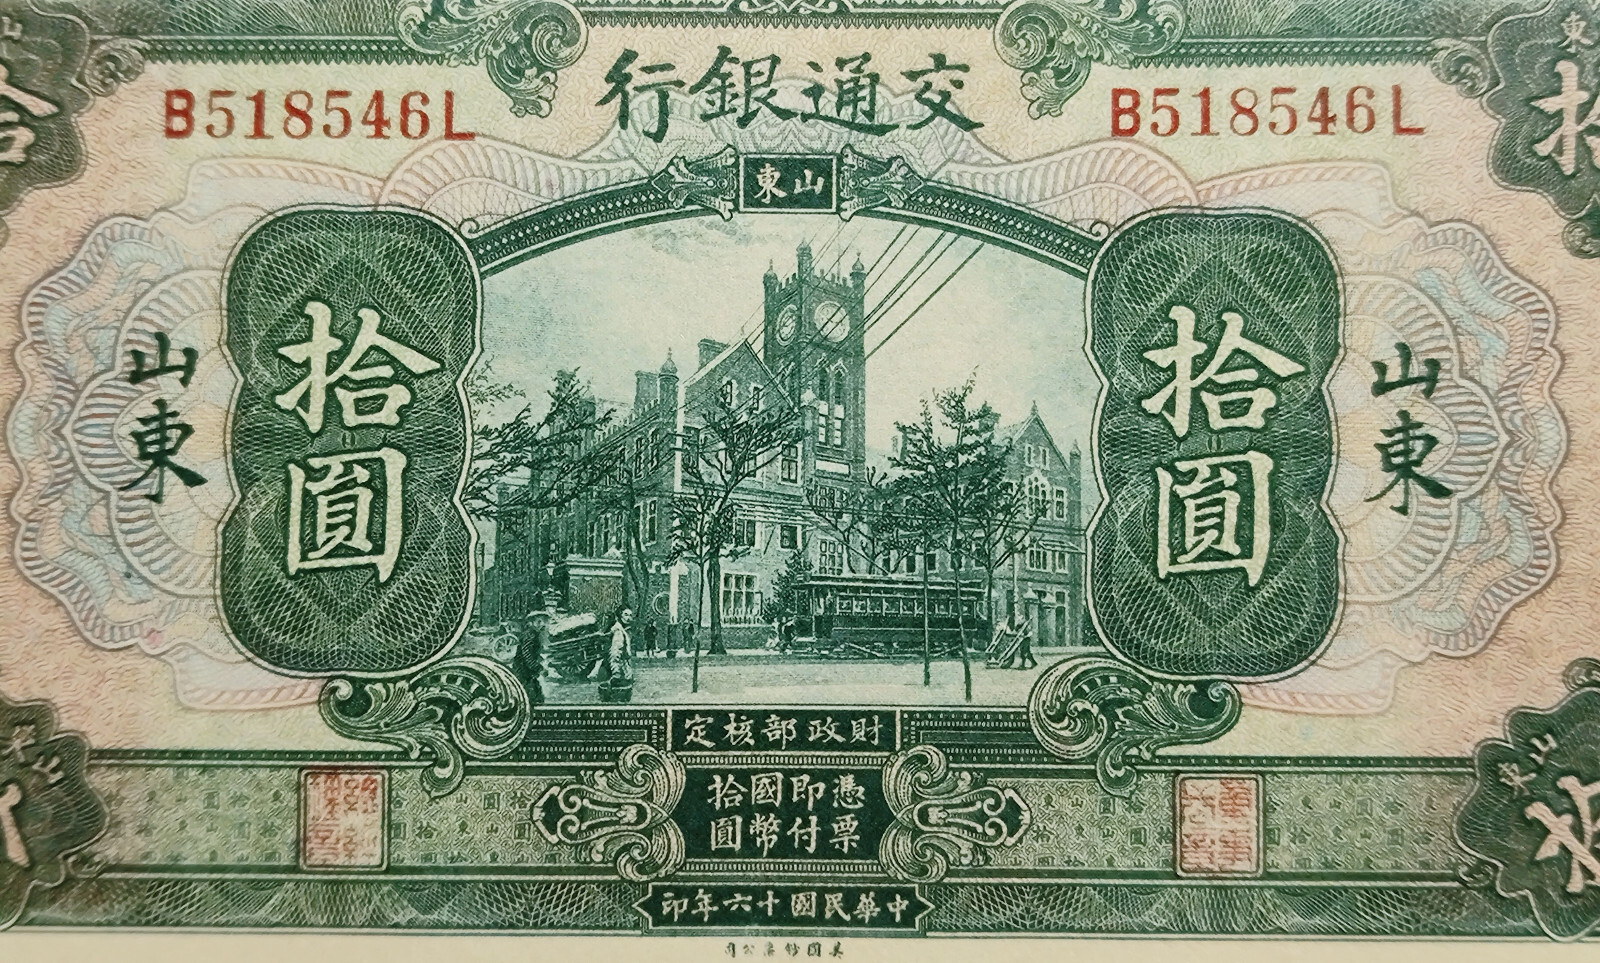 交通銀行
B518546L
B518546L
山東
拾圓
拾圓
山東
山東
財政部核定
憑票
即付
國幣
拾圓
中華民國十六年印
美國鈔票公司